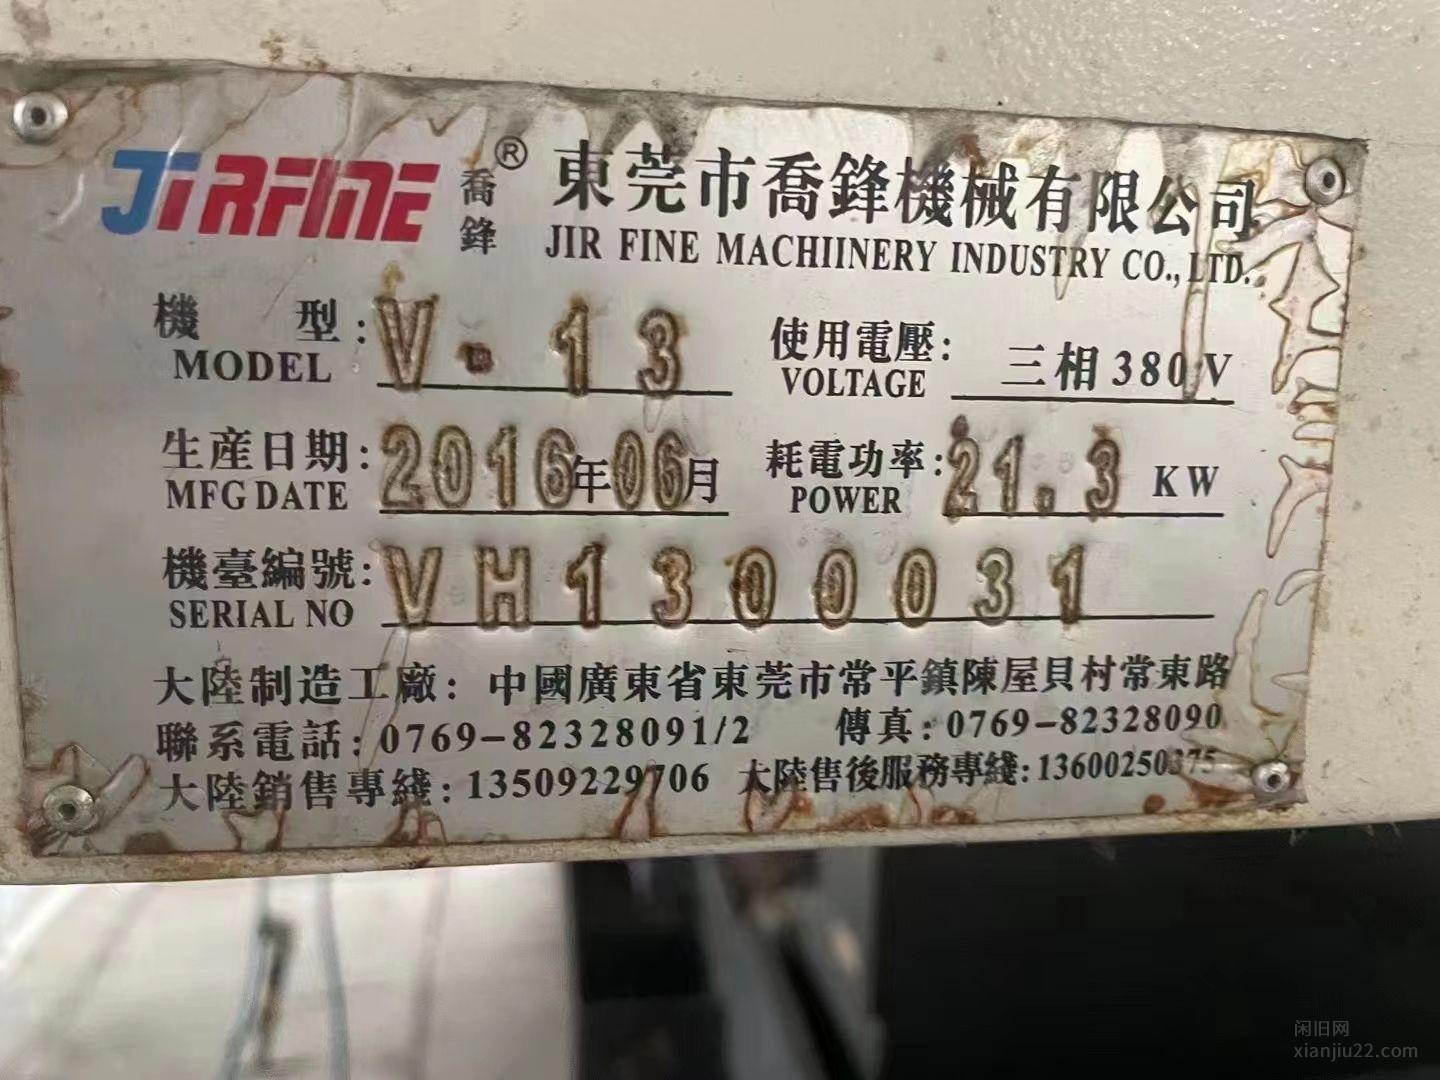 JIRFINE 喬鋒 ® 東莞市喬鋒機械有限公司
JIR FINE MACHIINERY INDUSTRY CO., LTD.
機型: V-13 使用電壓: 三相380V
MODEL VOLTAGE
生産日期: 2016年06月 耗電功率: 21.3 KW
MFG DATE POWER
機臺編號: VH1300031
SERIAL NO
大陸制造工廠: 中國廣東省東莞市常平鎮陳屋貝村常東路
聯系電話: 0769-82328091/2 傳真: 0769-82328090
大陸銷售專綫: 13509229706 大陸售後服務專綫: 13600250375
闲旧网
xianjiu22.com